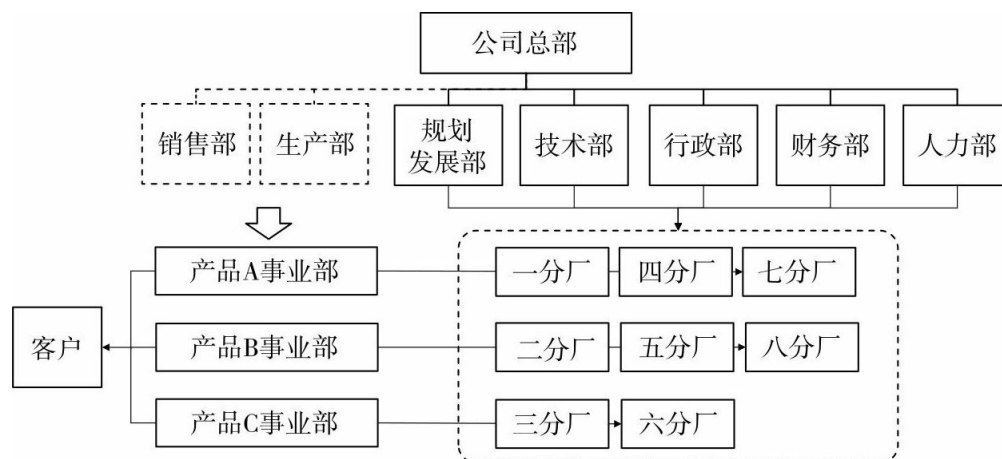 公司总部
销售部
生产部
规划
发展部
技术部
行政部
财务部
人力部
产品A事业部
一分厂
四分厂
七分厂
客户
产品B事业部
二分厂
五分厂
八分厂
产品C事业部
三分厂
六分厂